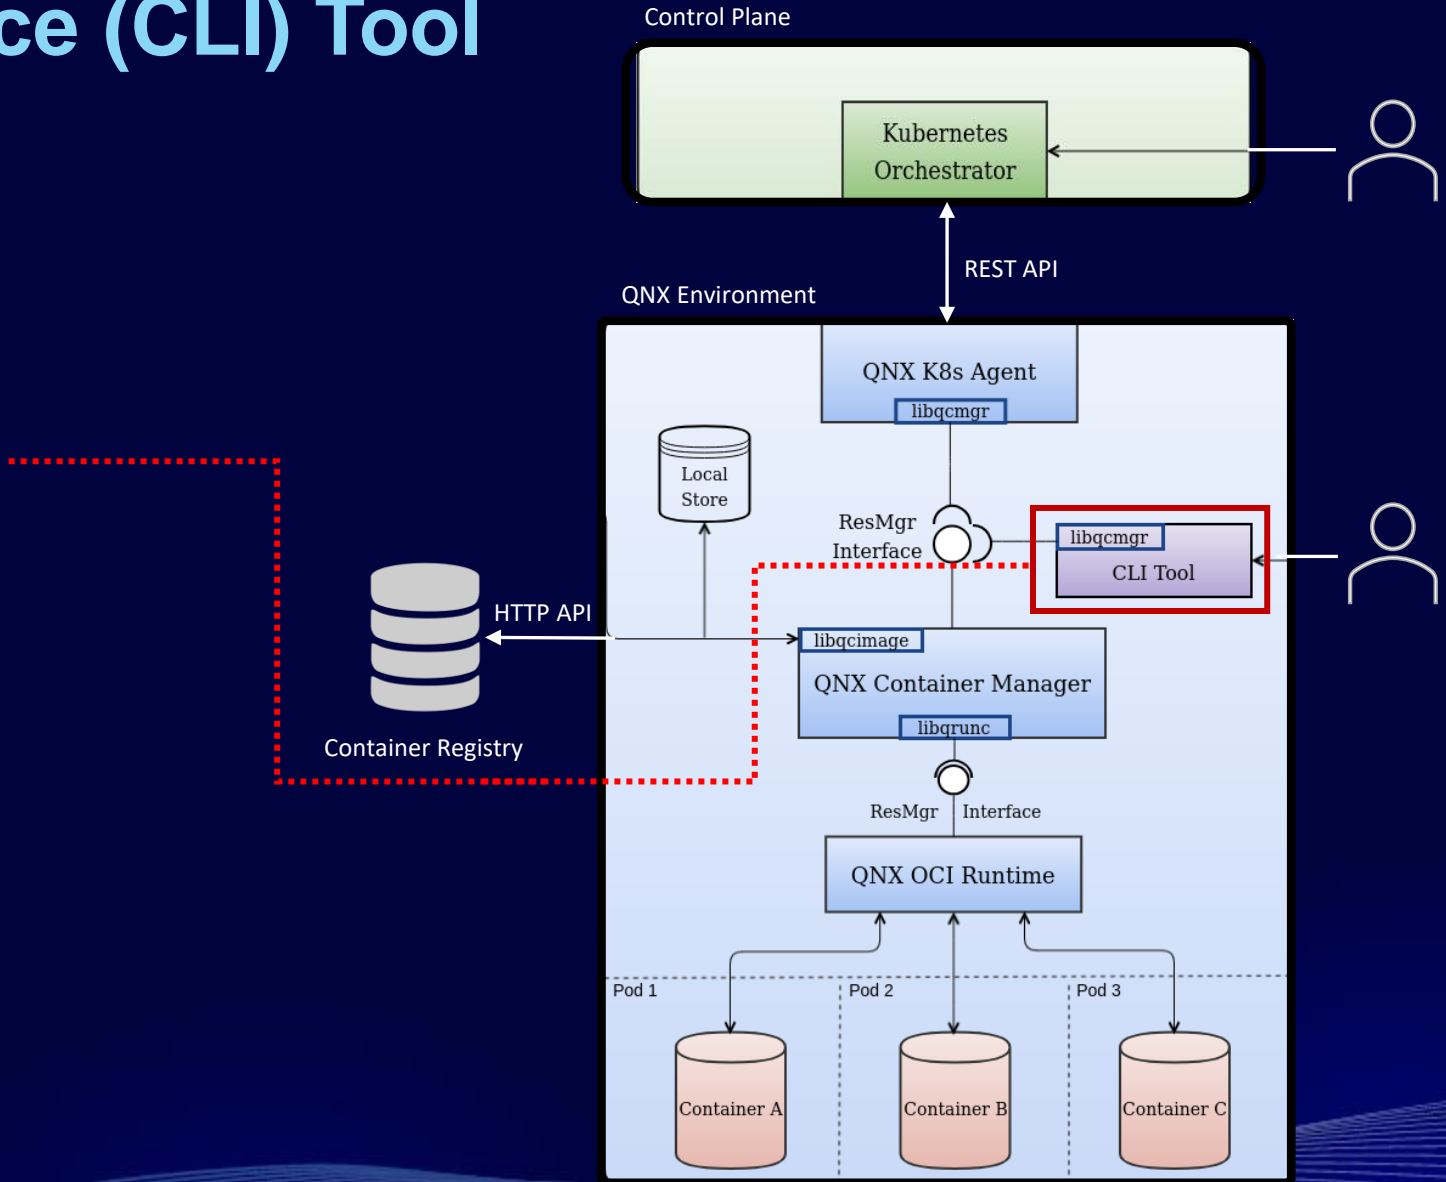 ce (CLI) Tool
Control Plane
Kubernetes
Orchestrator
REST API
QNX Environment
QNX K8s Agent
libqcmgr
Local
Store
ResMgr
Interface
libqcmgr
CLI Tool
HTTP API
libqcimage
QNX Container Manager
libqrunc
Container Registry
ResMgr Interface
QNX OCI Runtime
Pod 1
Pod 2
Pod 3
Container A
Container B
Container C